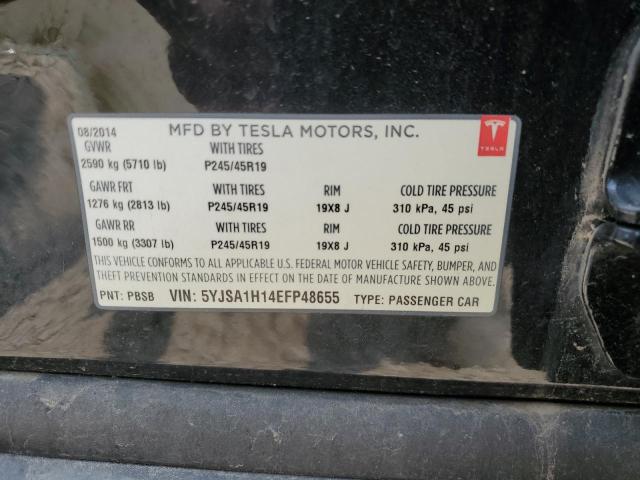 08/2014 MFD BY TESLA MOTORS, INC. TESLA
GVWR WITH TIRES
2590 kg (5710 lb) P245/45R19
GAWR FRT WITH TIRES RIM COLD TIRE PRESSURE
1276 kg (2813 lb) P245/45R19 19X8 J 310 kPa, 45 psi
GAWR RR WITH TIRES RIM COLD TIRE PRESSURE
1500 kg (3307 lb) P245/45R19 19X8 J 310 kPa, 45 psi
THIS VEHICLE CONFORMS TO ALL APPLICABLE U.S. FEDERAL MOTOR VEHICLE SAFETY, BUMPER, AND
THEFT PREVENTION STANDARDS IN EFFECT ON THE DATE OF MANUFACTURE SHOWN ABOVE.
PNT: PBSB VIN: 5YJSA1H14EFP48655 TYPE: PASSENGER CAR